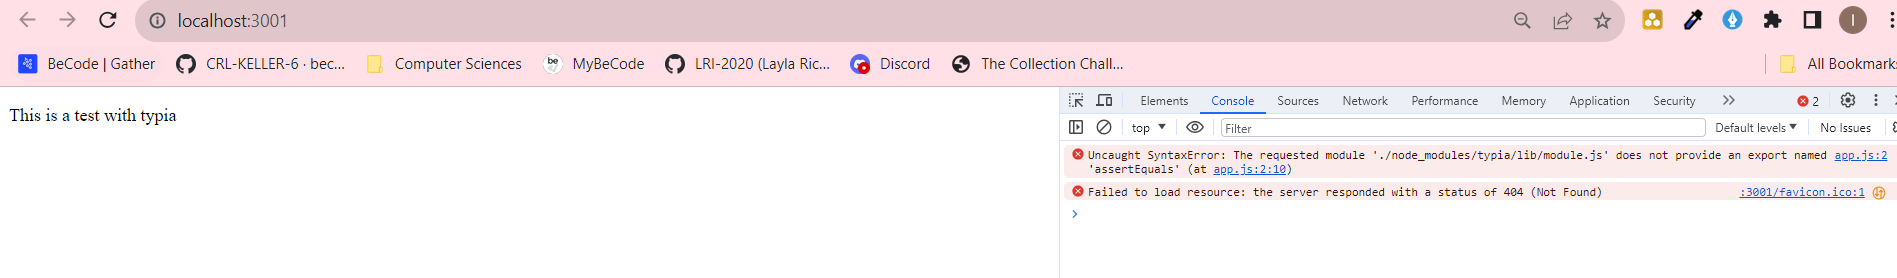 localhost:3001
I
BeCode | Gather
CRL-KELLER-6 · bec...
Computer Sciences
be
MyBeCode
LRI-2020 (Layla Ric...
Discord
The Collection Chall...
All Bookmarks
This is a test with typia
Elements Console Sources Network Performance Memory Application Security 2
top Filter Default levels No Issues
Uncaught SyntaxError: The requested module './node_modules/typia/lib/module.js' does not provide an export named app.js:2
'assertEquals' (at app.js:2:10)
Failed to load resource: the server responded with a status of 404 (Not Found) :3001/favicon.ico:1